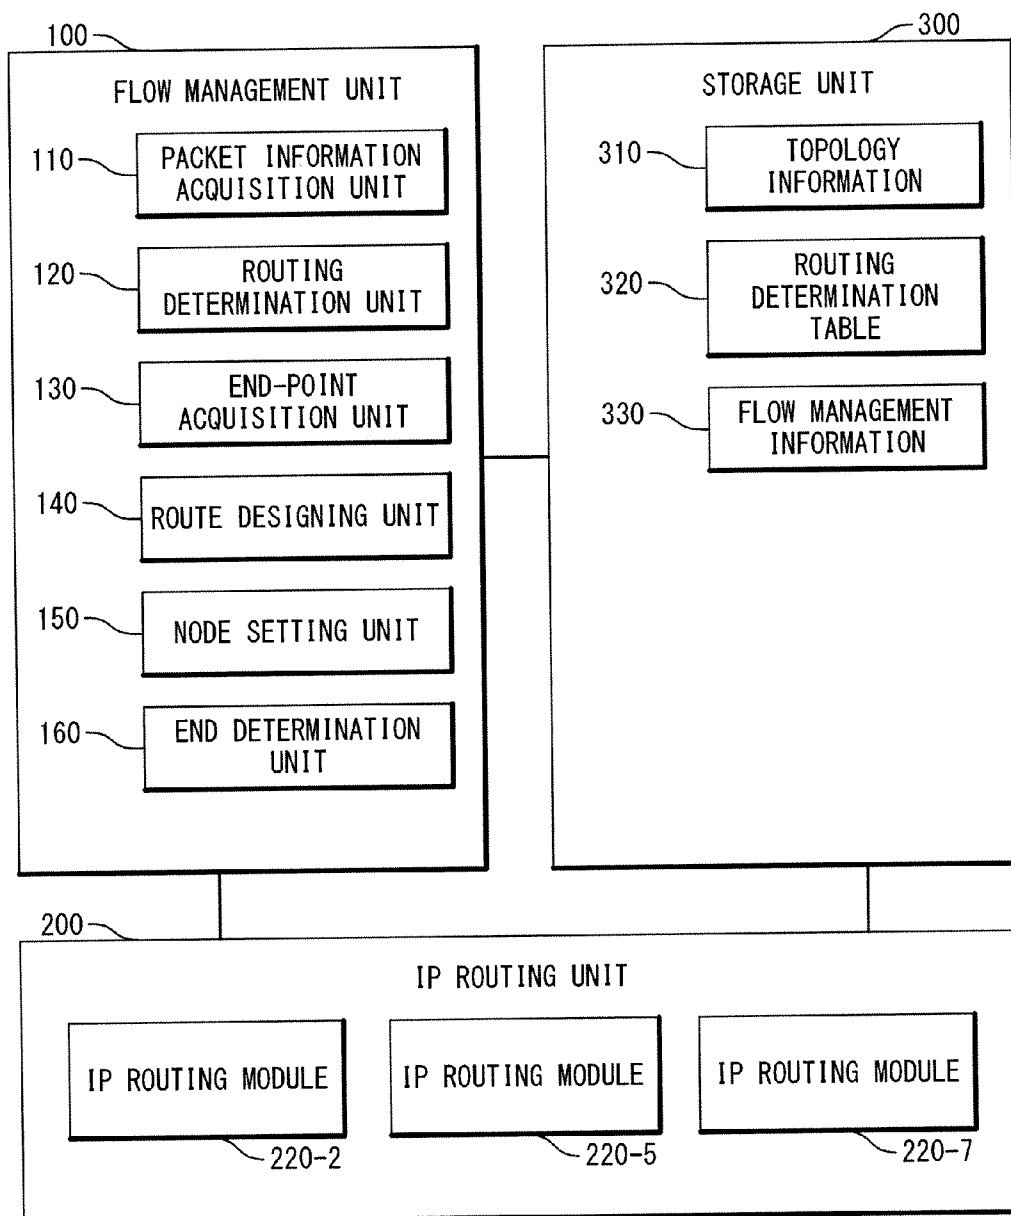 100
FLOW MANAGEMENT UNIT
110
PACKET INFORMATION
ACQUISITION UNIT
120
ROUTING
DETERMINATION UNIT
130
END-POINT
ACQUISITION UNIT
140
ROUTE DESIGNING UNIT
150
NODE SETTING UNIT
160
END DETERMINATION
UNIT
300
STORAGE UNIT
310
TOPOLOGY
INFORMATION
320
ROUTING
DETERMINATION
TABLE
330
FLOW MANAGEMENT
INFORMATION
200
IP ROUTING UNIT
IP ROUTING MODULE
220-2
IP ROUTING MODULE
220-5
IP ROUTING MODULE
220-7